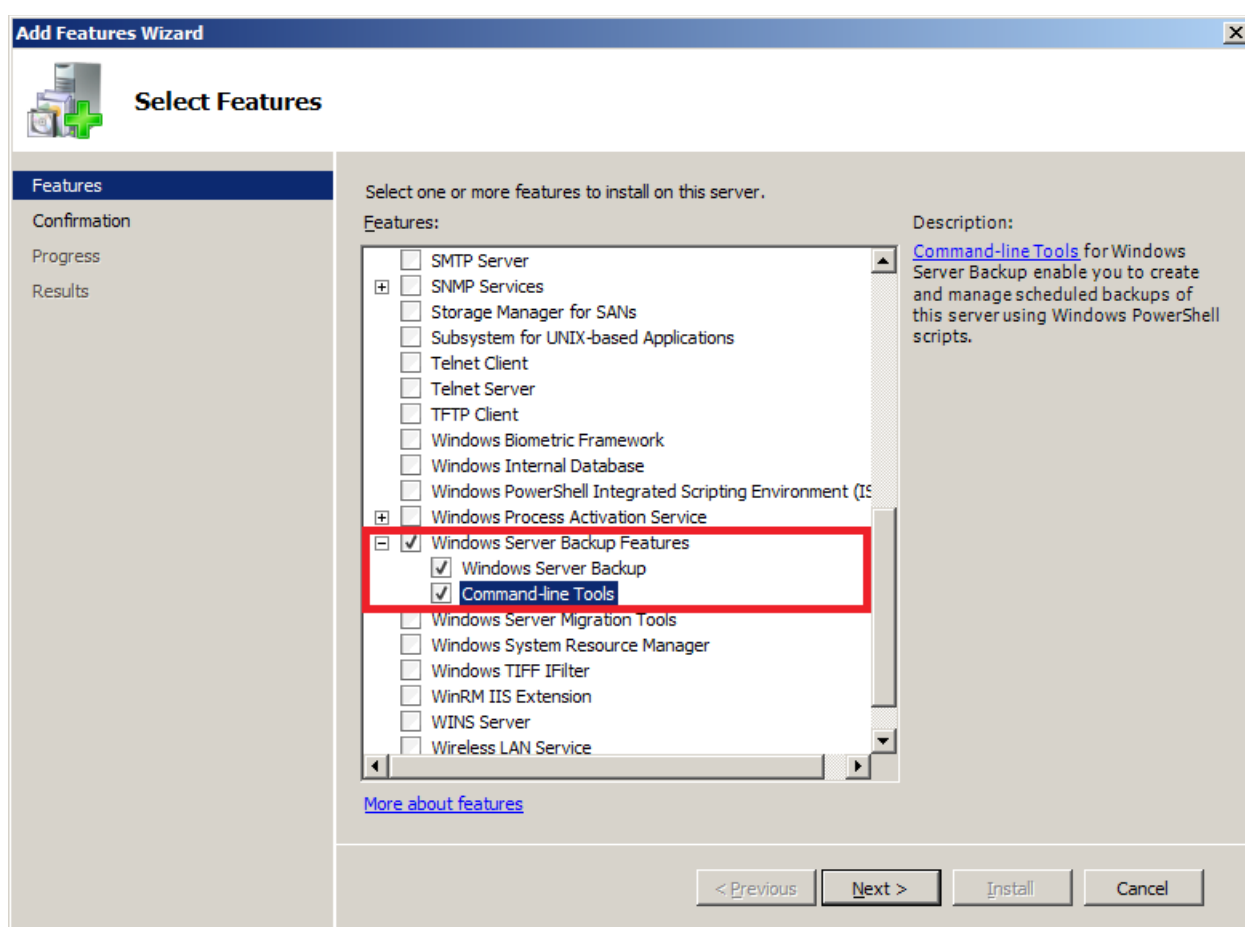 Add Features Wizard
Select Features
Features
Confirmation
Progress
Results
Select one or more features to install on this server.
Features:
SMTP Server
SNMP Services
Storage Manager for SANs
Subsystem for UNIX-based Applications
Telnet Client
Telnet Server
TFTP Client
Windows Biometric Framework
Windows Internal Database
Windows PowerShell Integrated Scripting Environment (IS
Windows Process Activation Service
Windows Server Backup Features
Windows Server Backup
Command-line Tools
Windows Server Migration Tools
Windows System Resource Manager
Windows TIFF IFilter
WinRM IIS Extension
WINS Server
Wireless LAN Service
More about features
Description:
Command-line Tools for Windows
Server Backup enable you to create
and manage scheduled backups of
this server using Windows PowerShell
scripts.
< Previous
Next >
Install
Cancel